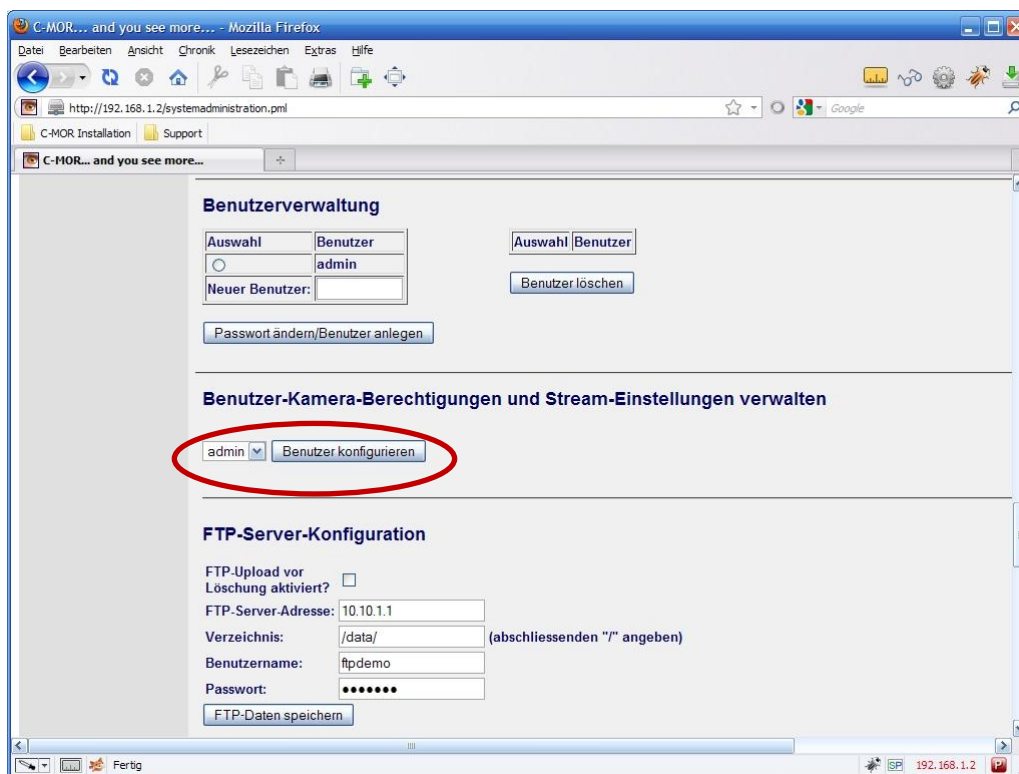 C-MOR... and you see more... - Mozilla Firefox
Datei Bearbeiten Ansicht Chronik Lesezeichen Extras Hilfe
http://192.168.1.2/systemadministration.pml
Google
C-MOR Installation Support
C-MOR... and you see more...
Benutzerverwaltung
Auswahl Benutzer
admin
Neuer Benutzer:
Auswahl Benutzer
Benutzer löschen
Passwort ändern/Benutzer anlegen
Benutzer-Kamera-Berechtigungen und Stream-Einstellungen verwalten
admin Benutzer konfigurieren
FTP-Server-Konfiguration
FTP-Upload vor
Löschung aktiviert?
FTP-Server-Adresse: 10.10.1.1
Verzeichnis: /data/ (abschliessenden "/" angeben)
Benutzername: ftpdemo
Passwort: •••••••
FTP-Daten speichern
Fertig
SP 192.168.1.2 P